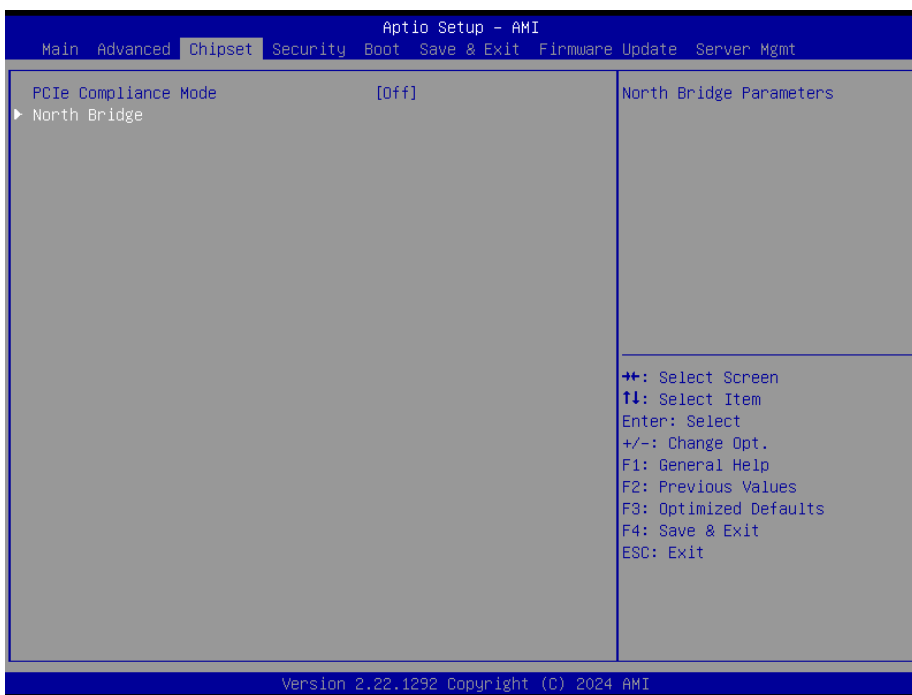 Aptio Setup – AMI
Main Advanced Chipset Security Boot Save & Exit Firmware Update Server Mgmt
PCIe Compliance Mode [Off]
▶ North Bridge
North Bridge Parameters
→←: Select Screen
↑↓: Select Item
Enter: Select
+/-: Change Opt.
F1: General Help
F2: Previous Values
F3: Optimized Defaults
F4: Save & Exit
ESC: Exit
Version 2.22.1292 Copyright (C) 2024 AMI